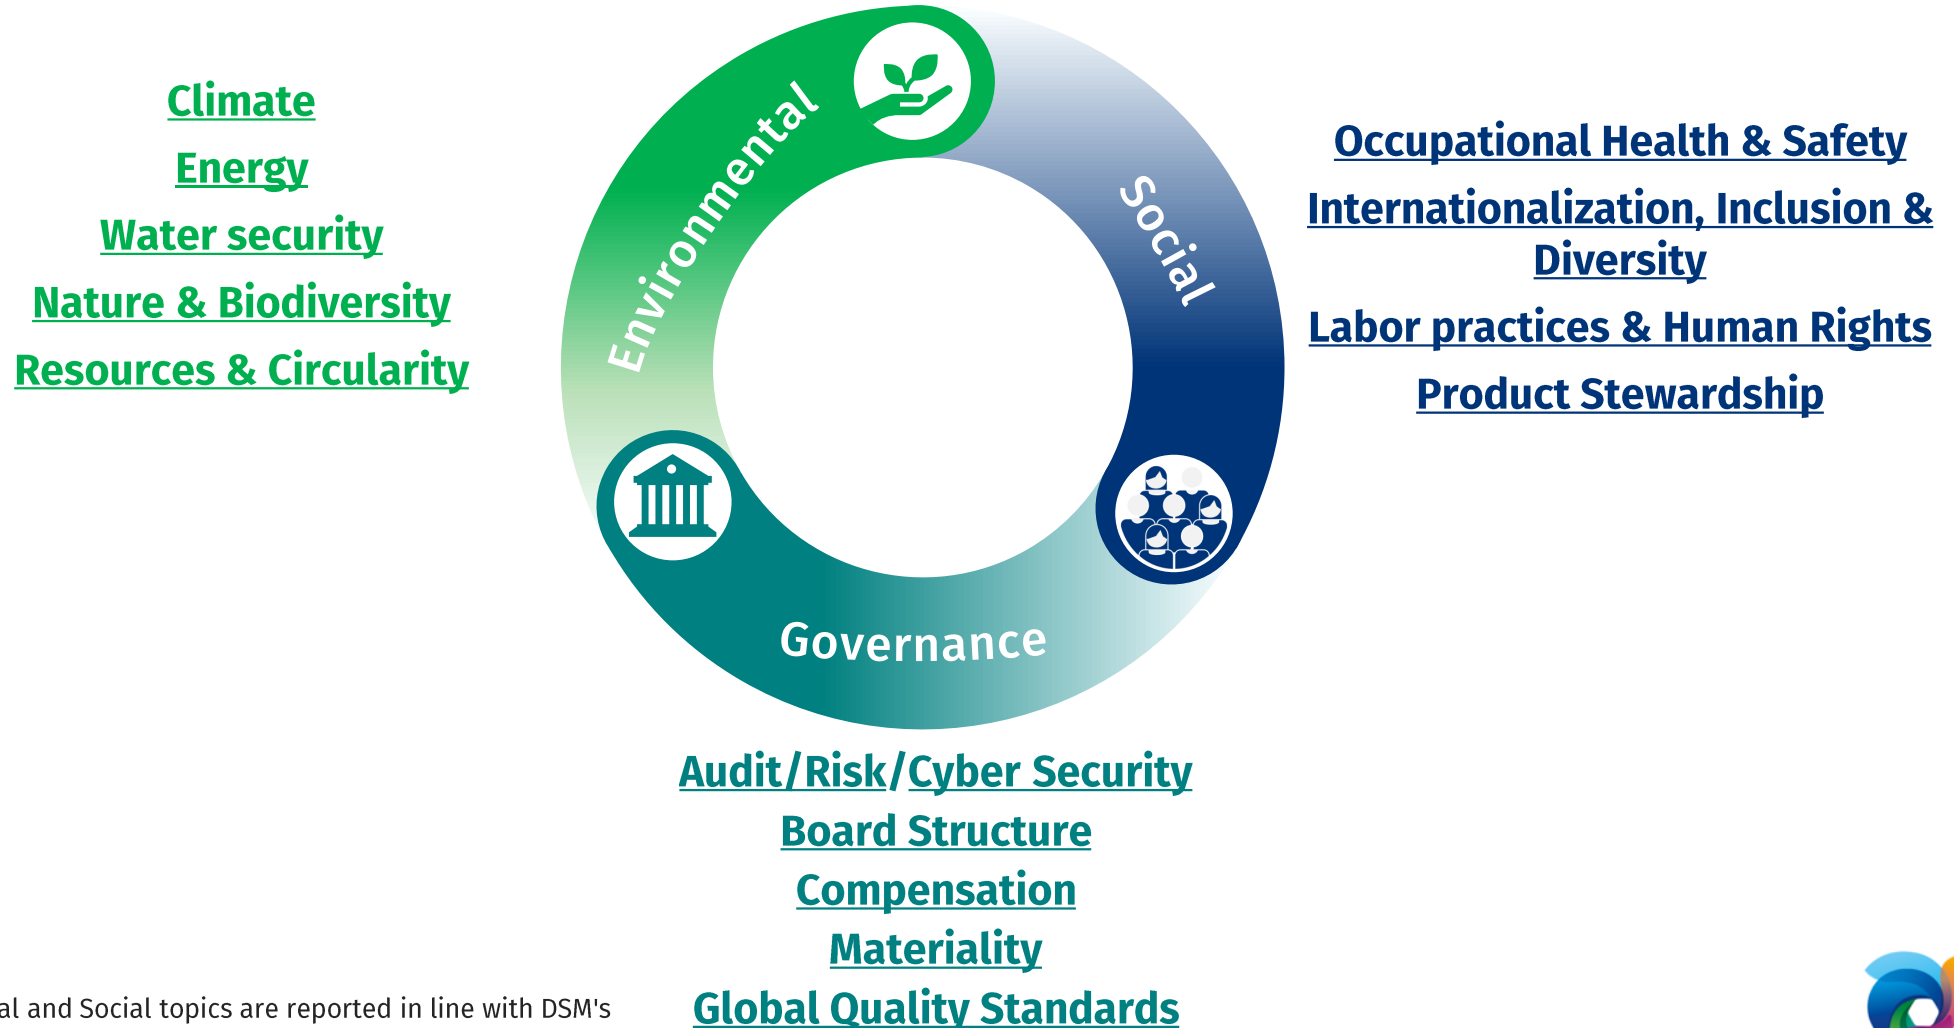 Climate
Energy
Water security
Nature & Biodiversity
Resources & Circularity
Environmental
Social
Governance
Occupational Health & Safety
Internationalization, Inclusion &
Diversity
Labor practices & Human Rights
Product Stewardship
Audit/Risk/Cyber Security
Board Structure
Compensation
Materiality
Global Quality Standards
and Social topics are reported in line with DSM's